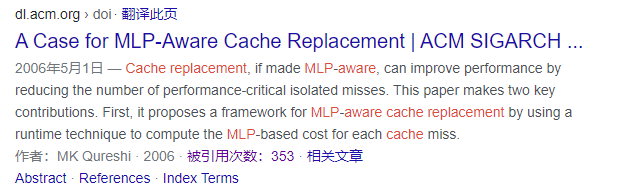 dl.acm.org › doi · 翻译此页
A Case for MLP-Aware Cache Replacement | ACM SIGARCH ...
2006年5月1日 — Cache replacement, if made MLP-aware, can improve performance by
reducing the number of performance-critical isolated misses. This paper makes two key
contributions. First, it proposes a framework for MLP-aware cache replacement by using a
runtime technique to compute the MLP-based cost for each cache miss.
作者：MK Qureshi · 2006 · 被引用次数：353 · 相关文章
Abstract · References · Index Terms